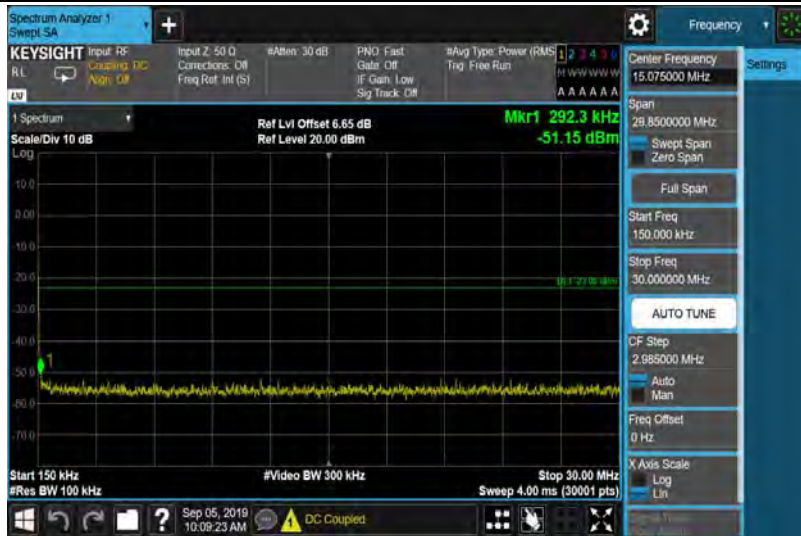 Spectrum Analyzer 1
Swept SA
+
Frequency
KEYSIGHT
RL
Input: RF
Coupling: DC
Align: Off
Input Z: 50 Ω
Corrections: Off
Freq Ref: Int (S)
#Atten: 30 dB
PNO: Fast
Gate: Off
IF Gain: Low
Sig Track: Off
#Avg Type: Power (RMS
Trig: Free Run
1 2 3 4 5 6
M W W W W W
A A A A A A
LW
1 Spectrum
Scale/Div 10 dB
Ref Lvl Offset 6.65 dB
Ref Level 20.00 dBm
Mkr1 292.3 kHz
-51.15 dBm
Log
10.0
0.00
-10.0
-20.0
-30.0
-40.0
-50.0
-60.0
-70.0
1
Start 150 kHz
#Res BW 100 kHz
#Video BW 300 kHz
Stop 30.00 MHz
Sweep 4.00 ms (30001 pts)
Center Frequency
15.075000 MHz
Settings
Span
29.8500000 MHz
Swept Span
Zero Span
Full Span
Start Freq
150.000 kHz
Stop Freq
30.000000 MHz
AUTO TUNE
CF Step
2.985000 MHz
Auto
Man
Freq Offset
0 Hz
X Axis Scale
Log
Lin
?
Sep 05, 2019
10:09:23 AM
DC Coupled